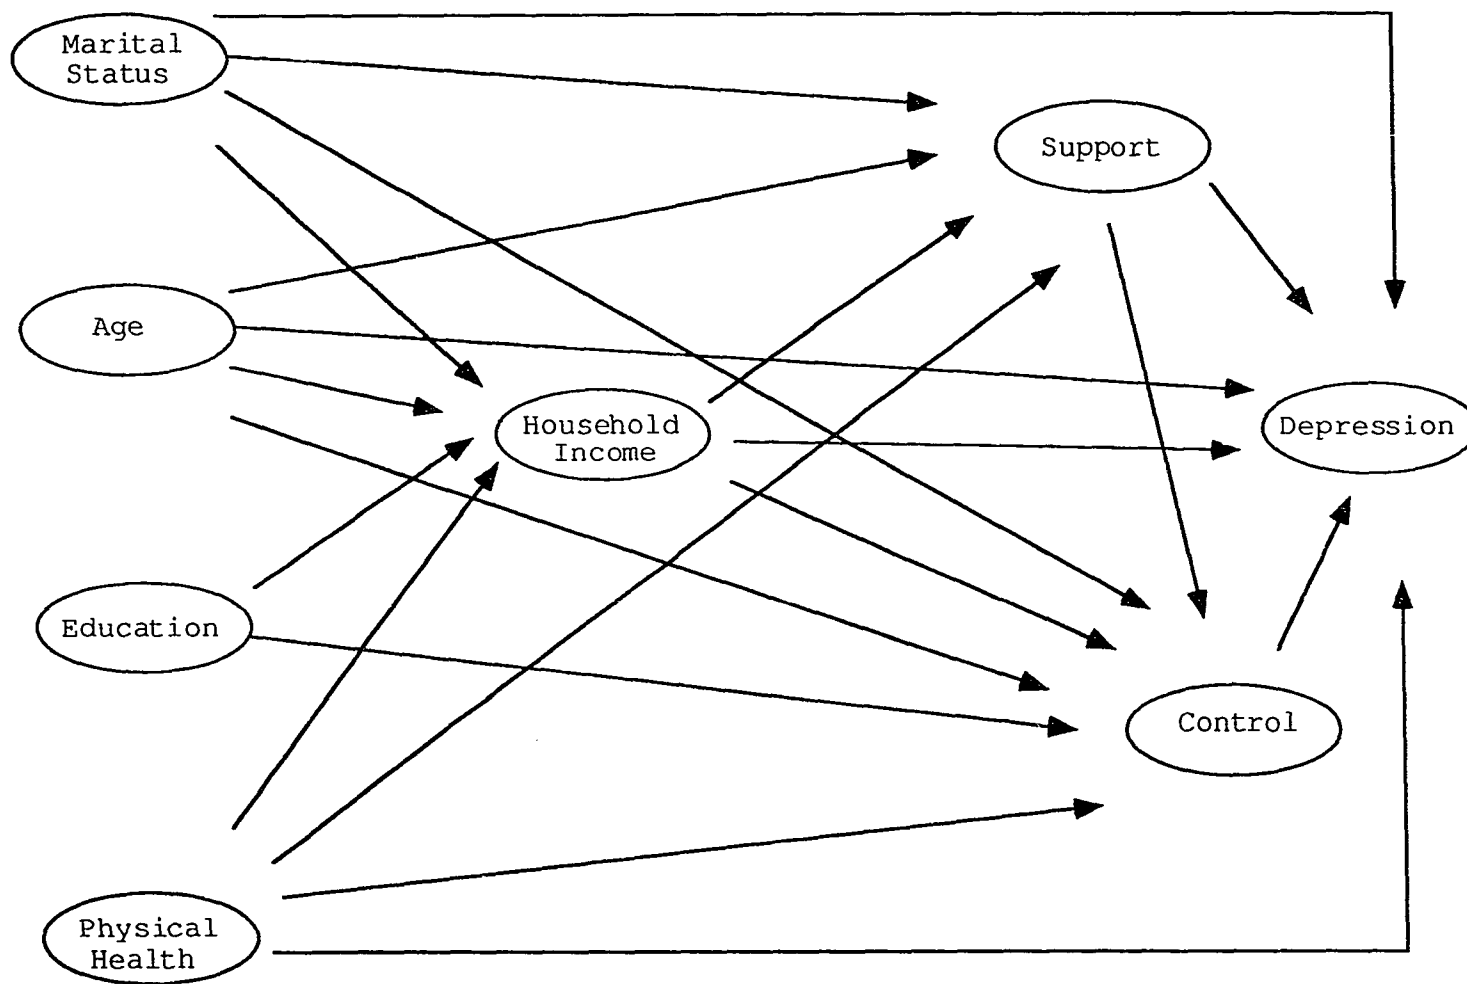 Marital
Status
Support
Age
Household
Income
Depression
Education
Control
Physical
Health